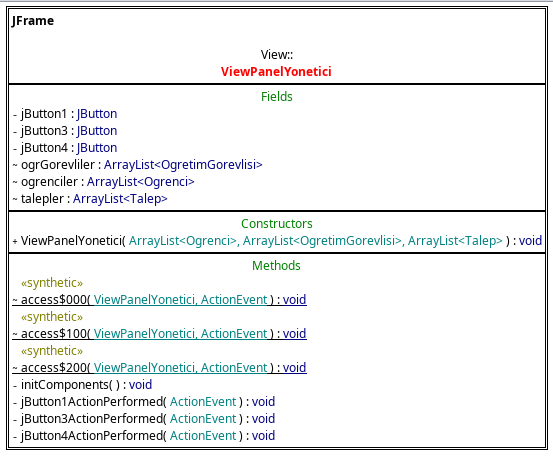 JFrame
View::
ViewPanelYonetici
Fields
- jButton1 : JButton
- jButton3 : JButton
- jButton4 : JButton
~ ogrGorevliler : ArrayList<OgretimGorevlisi>
~ ogrenciler : ArrayList<Ogrenci>
~ talepler : ArrayList<Talep>
Constructors
+ ViewPanelYonetici( ArrayList<Ogrenci>, ArrayList<OgretimGorevlisi>, ArrayList<Talep> ) : void
Methods
«synthetic»
~ access$000( ViewPanelYonetici, ActionEvent ) : void
«synthetic»
~ access$100( ViewPanelYonetici, ActionEvent ) : void
«synthetic»
~ access$200( ViewPanelYonetici, ActionEvent ) : void
- initComponents( ) : void
- jButton1ActionPerformed( ActionEvent ) : void
- jButton3ActionPerformed( ActionEvent ) : void
- jButton4ActionPerformed( ActionEvent ) : void